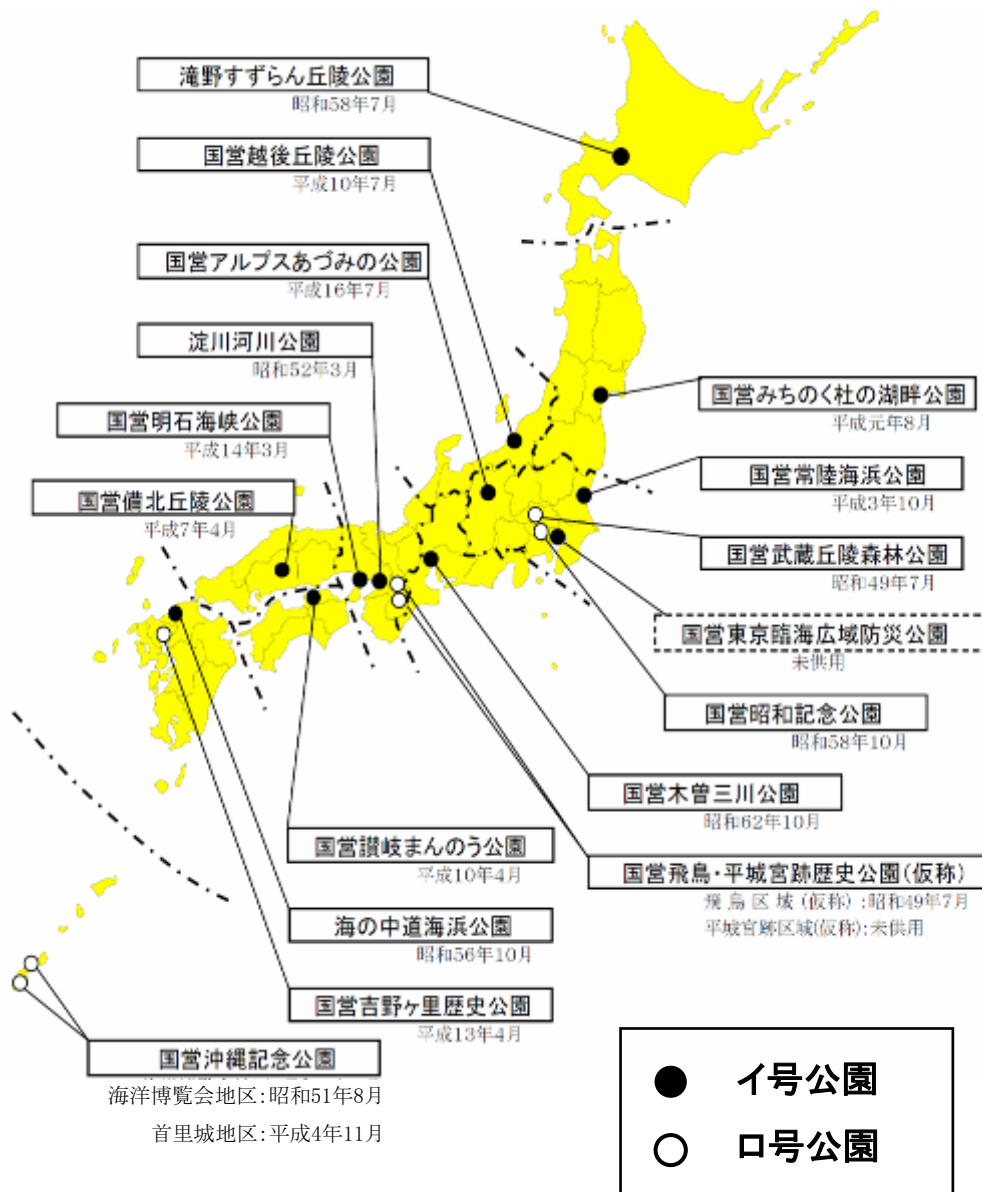 滝野すずらん丘陵公園
昭和58年7月
国営越後丘陵公園
平成10年7月
国営アルプスあづみの公園
平成16年7月
淀川河川公園
昭和52年3月
国営明石海峡公園
平成14年3月
国営備北丘陵公園
平成7年4月
国営みちのく杜の湖畔公園
平成元年8月
国営常陸海浜公園
平成3年10月
国営武蔵丘陵森林公園
昭和49年7月
国営東京臨海広域防災公園
未供用
国営昭和記念公園
昭和58年10月
国営木曽三川公園
昭和62年10月
国営飛鳥・平城宮跡歴史公園(仮称)
飛鳥区域(仮称):昭和49年7月
平城宮跡区域(仮称):未供用
国営讃岐まんのう公園
平成10年4月
海の中道海浜公園
昭和56年10月
国営吉野ヶ里歴史公園
平成13年4月
国営沖縄記念公園
海洋博覧会地区:昭和51年8月
首里城地区:平成4年11月
イ号公園
ロ号公園